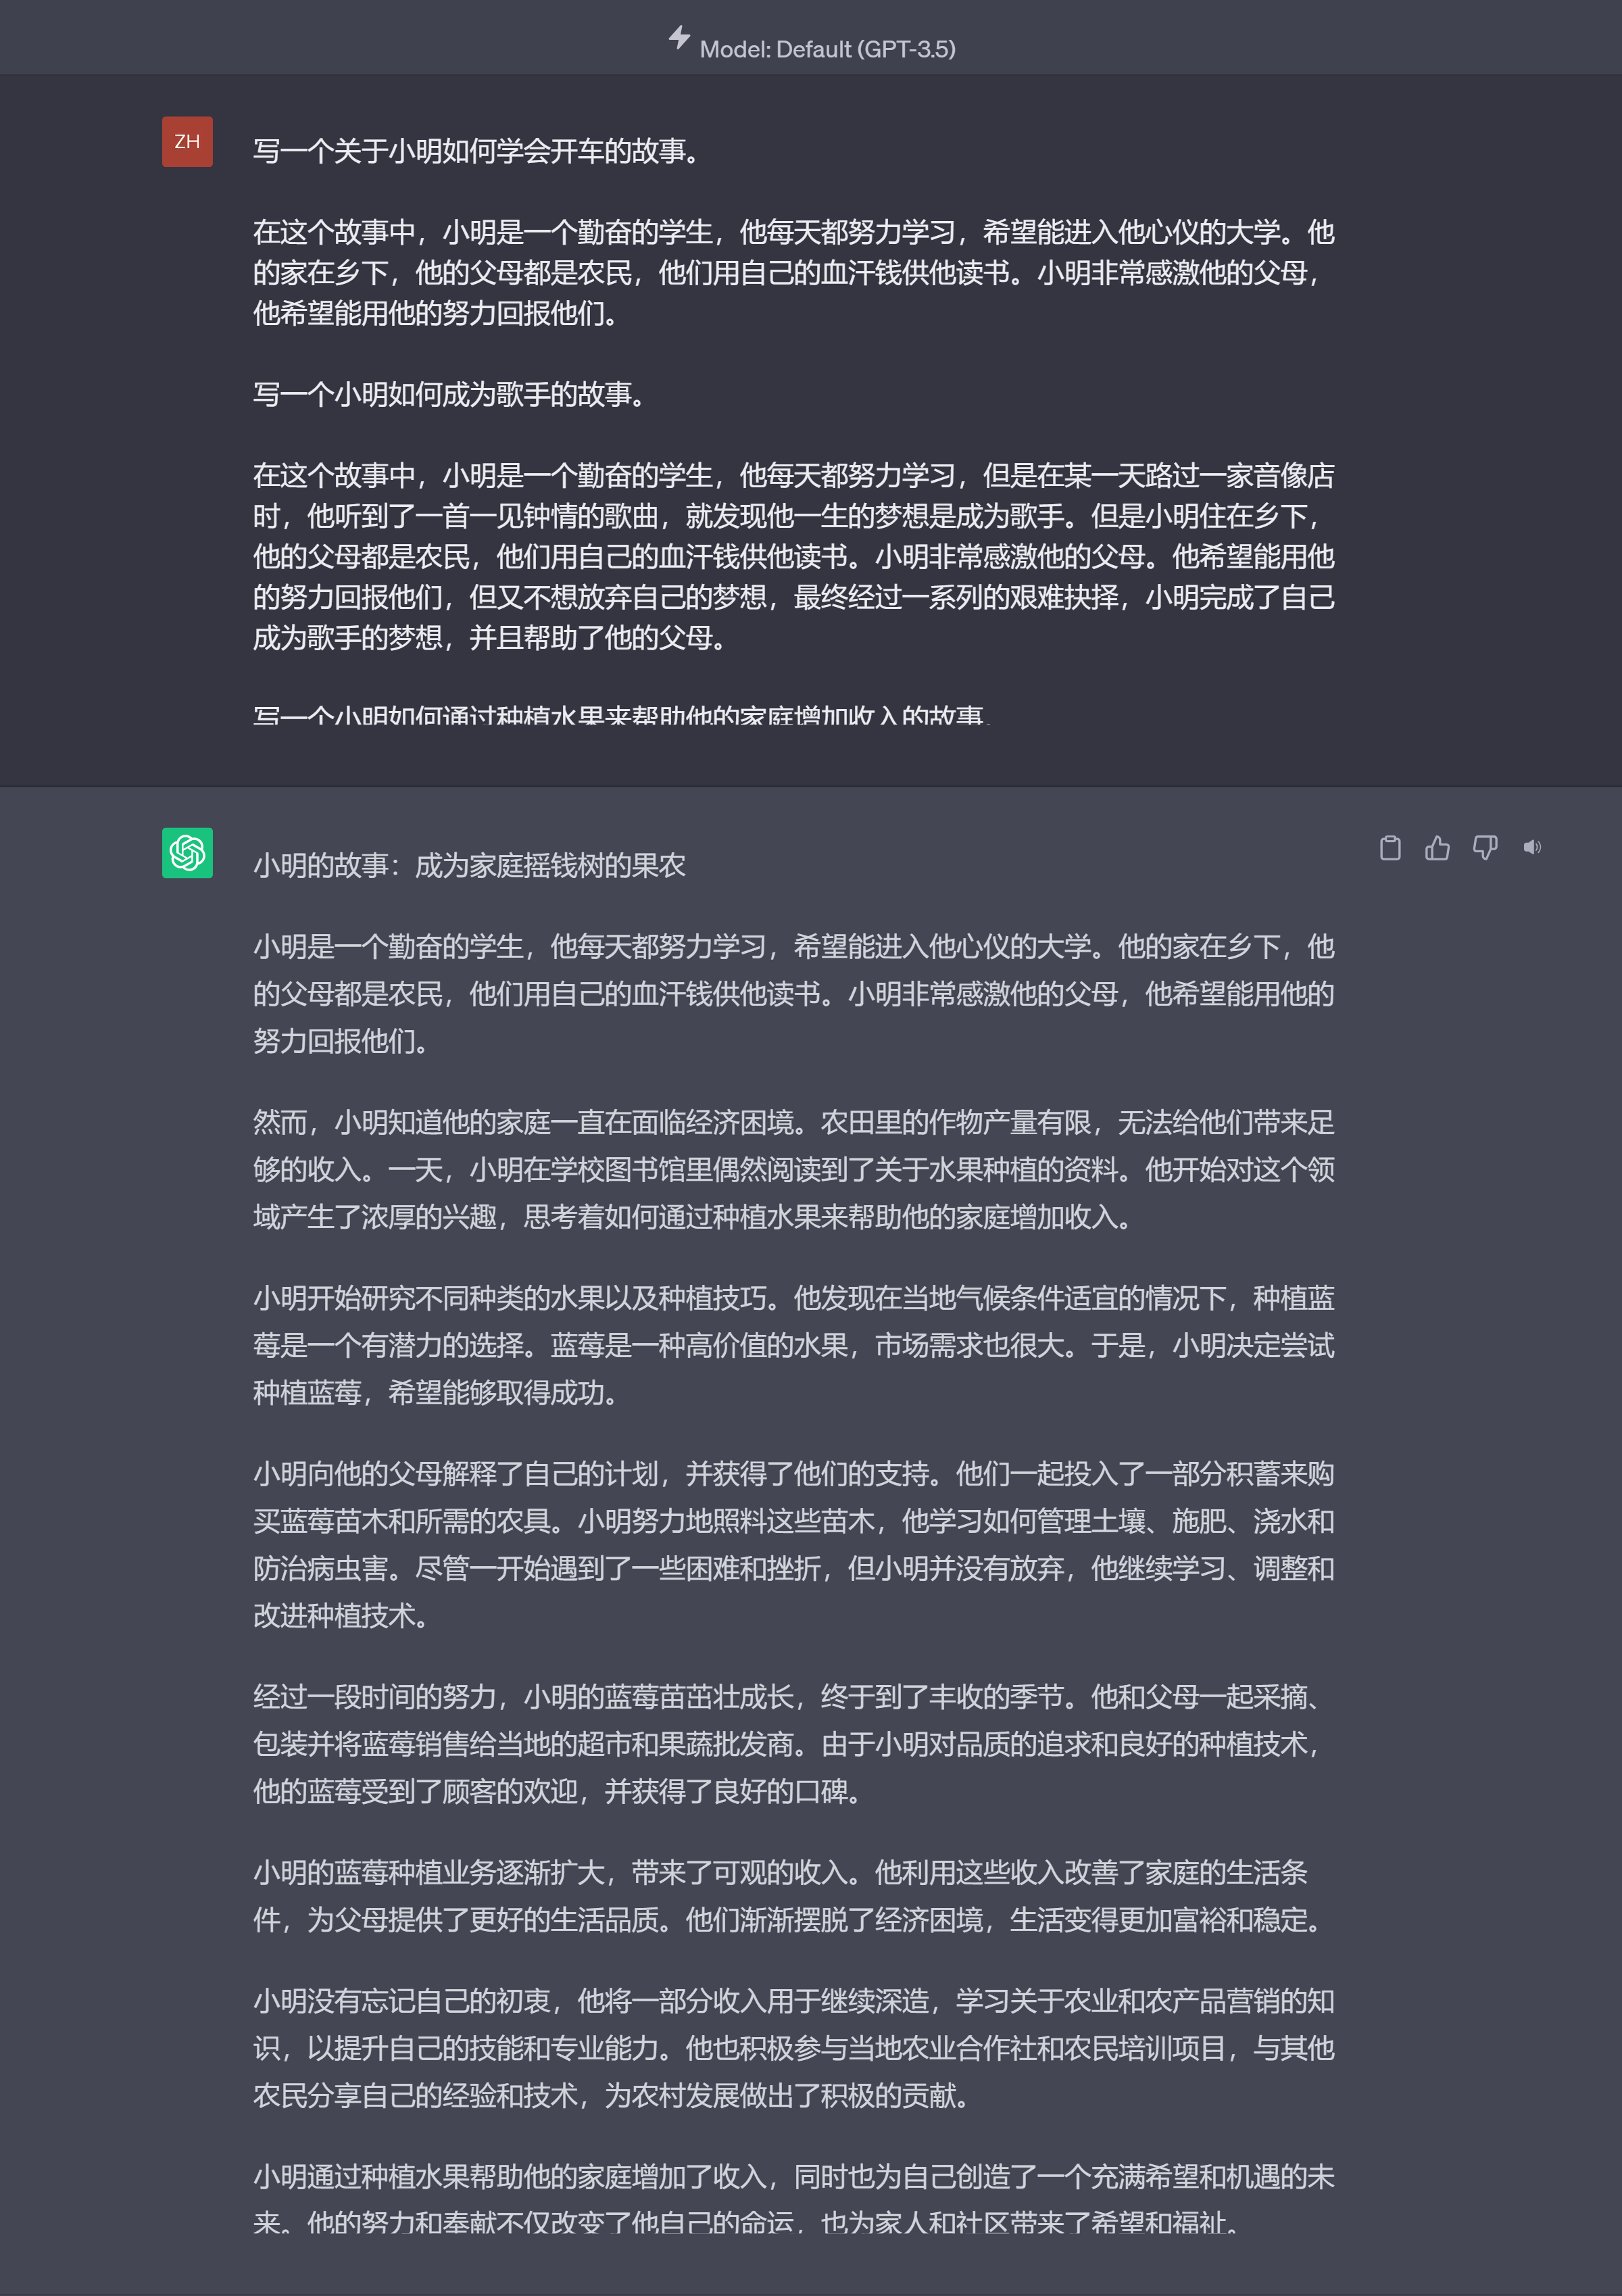 Model: Default (GPT-3.5)
ZH
写一个关于小明如何学会开车的故事。
在这个故事中，小明是一个勤奋的学生，他每天都努力学习，希望能进入他心仪的大学。他
的家在乡下，他的父母都是农民，他们用自己的血汗钱供他读书。小明非常感激他的父母，
他希望能用他的努力回报他们。
写一个小明如何成为歌手的故事。
在这个故事中，小明是一个勤奋的学生，他每天都努力学习，但是在某一天路过一家音像店
时，他听到了一首一见钟情的歌曲，就发现他一生的梦想是成为歌手。但是小明住在乡下，
他的父母都是农民，他们用自己的血汗钱供他读书。小明非常感激他的父母。他希望能用他
的努力回报他们，但又不想放弃自己的梦想，最终经过一系列的艰难抉择，小明完成了自己
成为歌手的梦想，并且帮助了他的父母。
写一个小明如何通过种植水果来帮助他的家庭增加收入的故事。
小明的故事：成为家庭摇钱树的果农
小明是一个勤奋的学生，他每天都努力学习，希望能进入他心仪的大学。他的家在乡下，他
的父母都是农民，他们用自己的血汗钱供他读书。小明非常感激他的父母，他希望能用他的
努力回报他们。
然而，小明知道他的家庭一直在面临经济困境。农田里的作物产量有限，无法给他们带来足
够的收入。一天，小明在学校图书馆里偶然阅读到了关于水果种植的资料。他开始对这个领
域产生了浓厚的兴趣，思考着如何通过种植水果来帮助他的家庭增加收入。
小明开始研究不同种类的水果以及种植技巧。他发现在当地气候条件适宜的情况下，种植蓝
莓是一个有潜力的选择。蓝莓是一种高价值的水果，市场需求也很大。于是，小明决定尝试
种植蓝莓，希望能够取得成功。
小明向他的父母解释了自己的计划，并获得了他们的支持。他们一起投入了一部分积蓄来购
买蓝莓苗木和所需的农具。小明努力地照料这些苗木，他学习如何管理土壤、施肥、浇水和
防治病虫害。尽管一开始遇到了一些困难和挫折，但小明并没有放弃，他继续学习、调整和
改进种植技术。
经过一段时间的努力，小明的蓝莓苗茁壮成长，终于到了丰收的季节。他和父母一起采摘、
包装并将蓝莓销售给当地的超市和果蔬批发商。由于小明对品质的追求和良好的种植技术，
他的蓝莓受到了顾客的欢迎，并获得了良好的口碑。
小明的蓝莓种植业务逐渐扩大，带来了可观的收入。他利用这些收入改善了家庭的生活条
件，为父母提供了更好的生活品质。他们渐渐摆脱了经济困境，生活变得更加富裕和稳定。
小明没有忘记自己的初衷，他将一部分收入用于继续深造，学习关于农业和农产品营销的知
识，以提升自己的技能和专业能力。他也积极参与当地农业合作社和农民培训项目，与其他
农民分享自己的经验和技术，为农村发展做出了积极的贡献。
小明通过种植水果帮助他的家庭增加了收入，同时也为自己创造了一个充满希望和机遇的未
来。他的努力和奉献不仅改变了他自己的命运，也为家人和社区带来了希望和福祉。